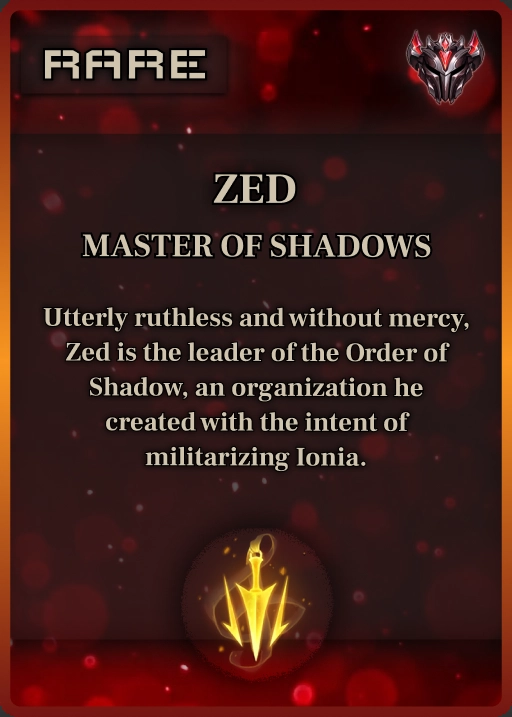 RARE
ZED
MASTER OF SHADOWS
Utterly ruthless and without mercy,
Zed is the leader of the Order of
Shadow, an organization he
created with the intent of
militarizing Ionia.